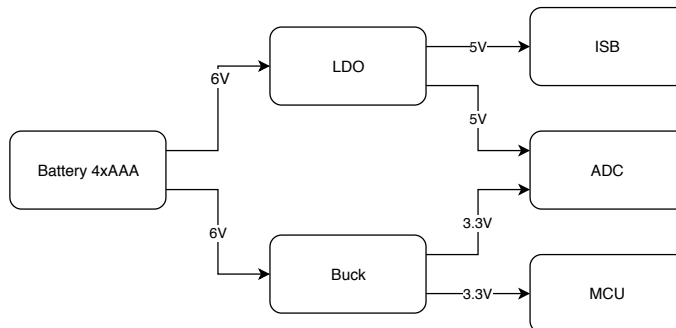 5V
ISB
LDO
6V
5V
Battery 4xAAA
ADC
6V
3.3V
Buck
3.3V
MCU